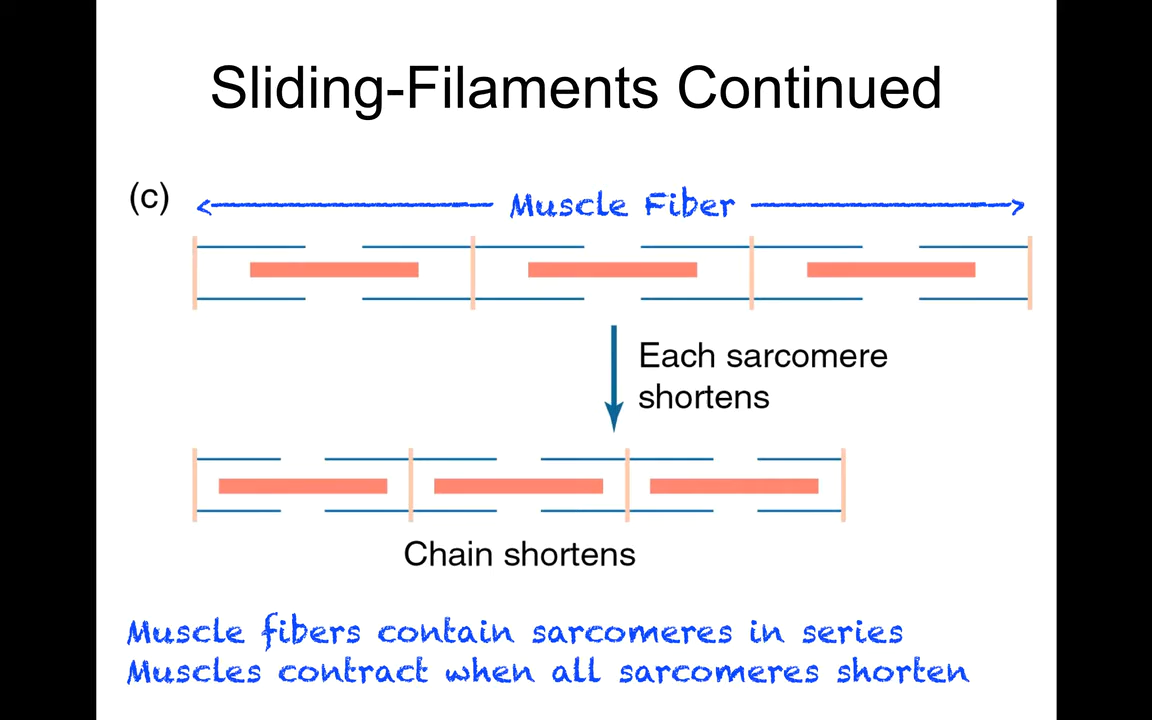 Sliding-Filaments Continued
(c)
Muscle Fiber
Each sarcomere
shortens
Chain shortens
Muscle fibers contain sarcomeres in series
Muscles contract when all sarcomeres shorten